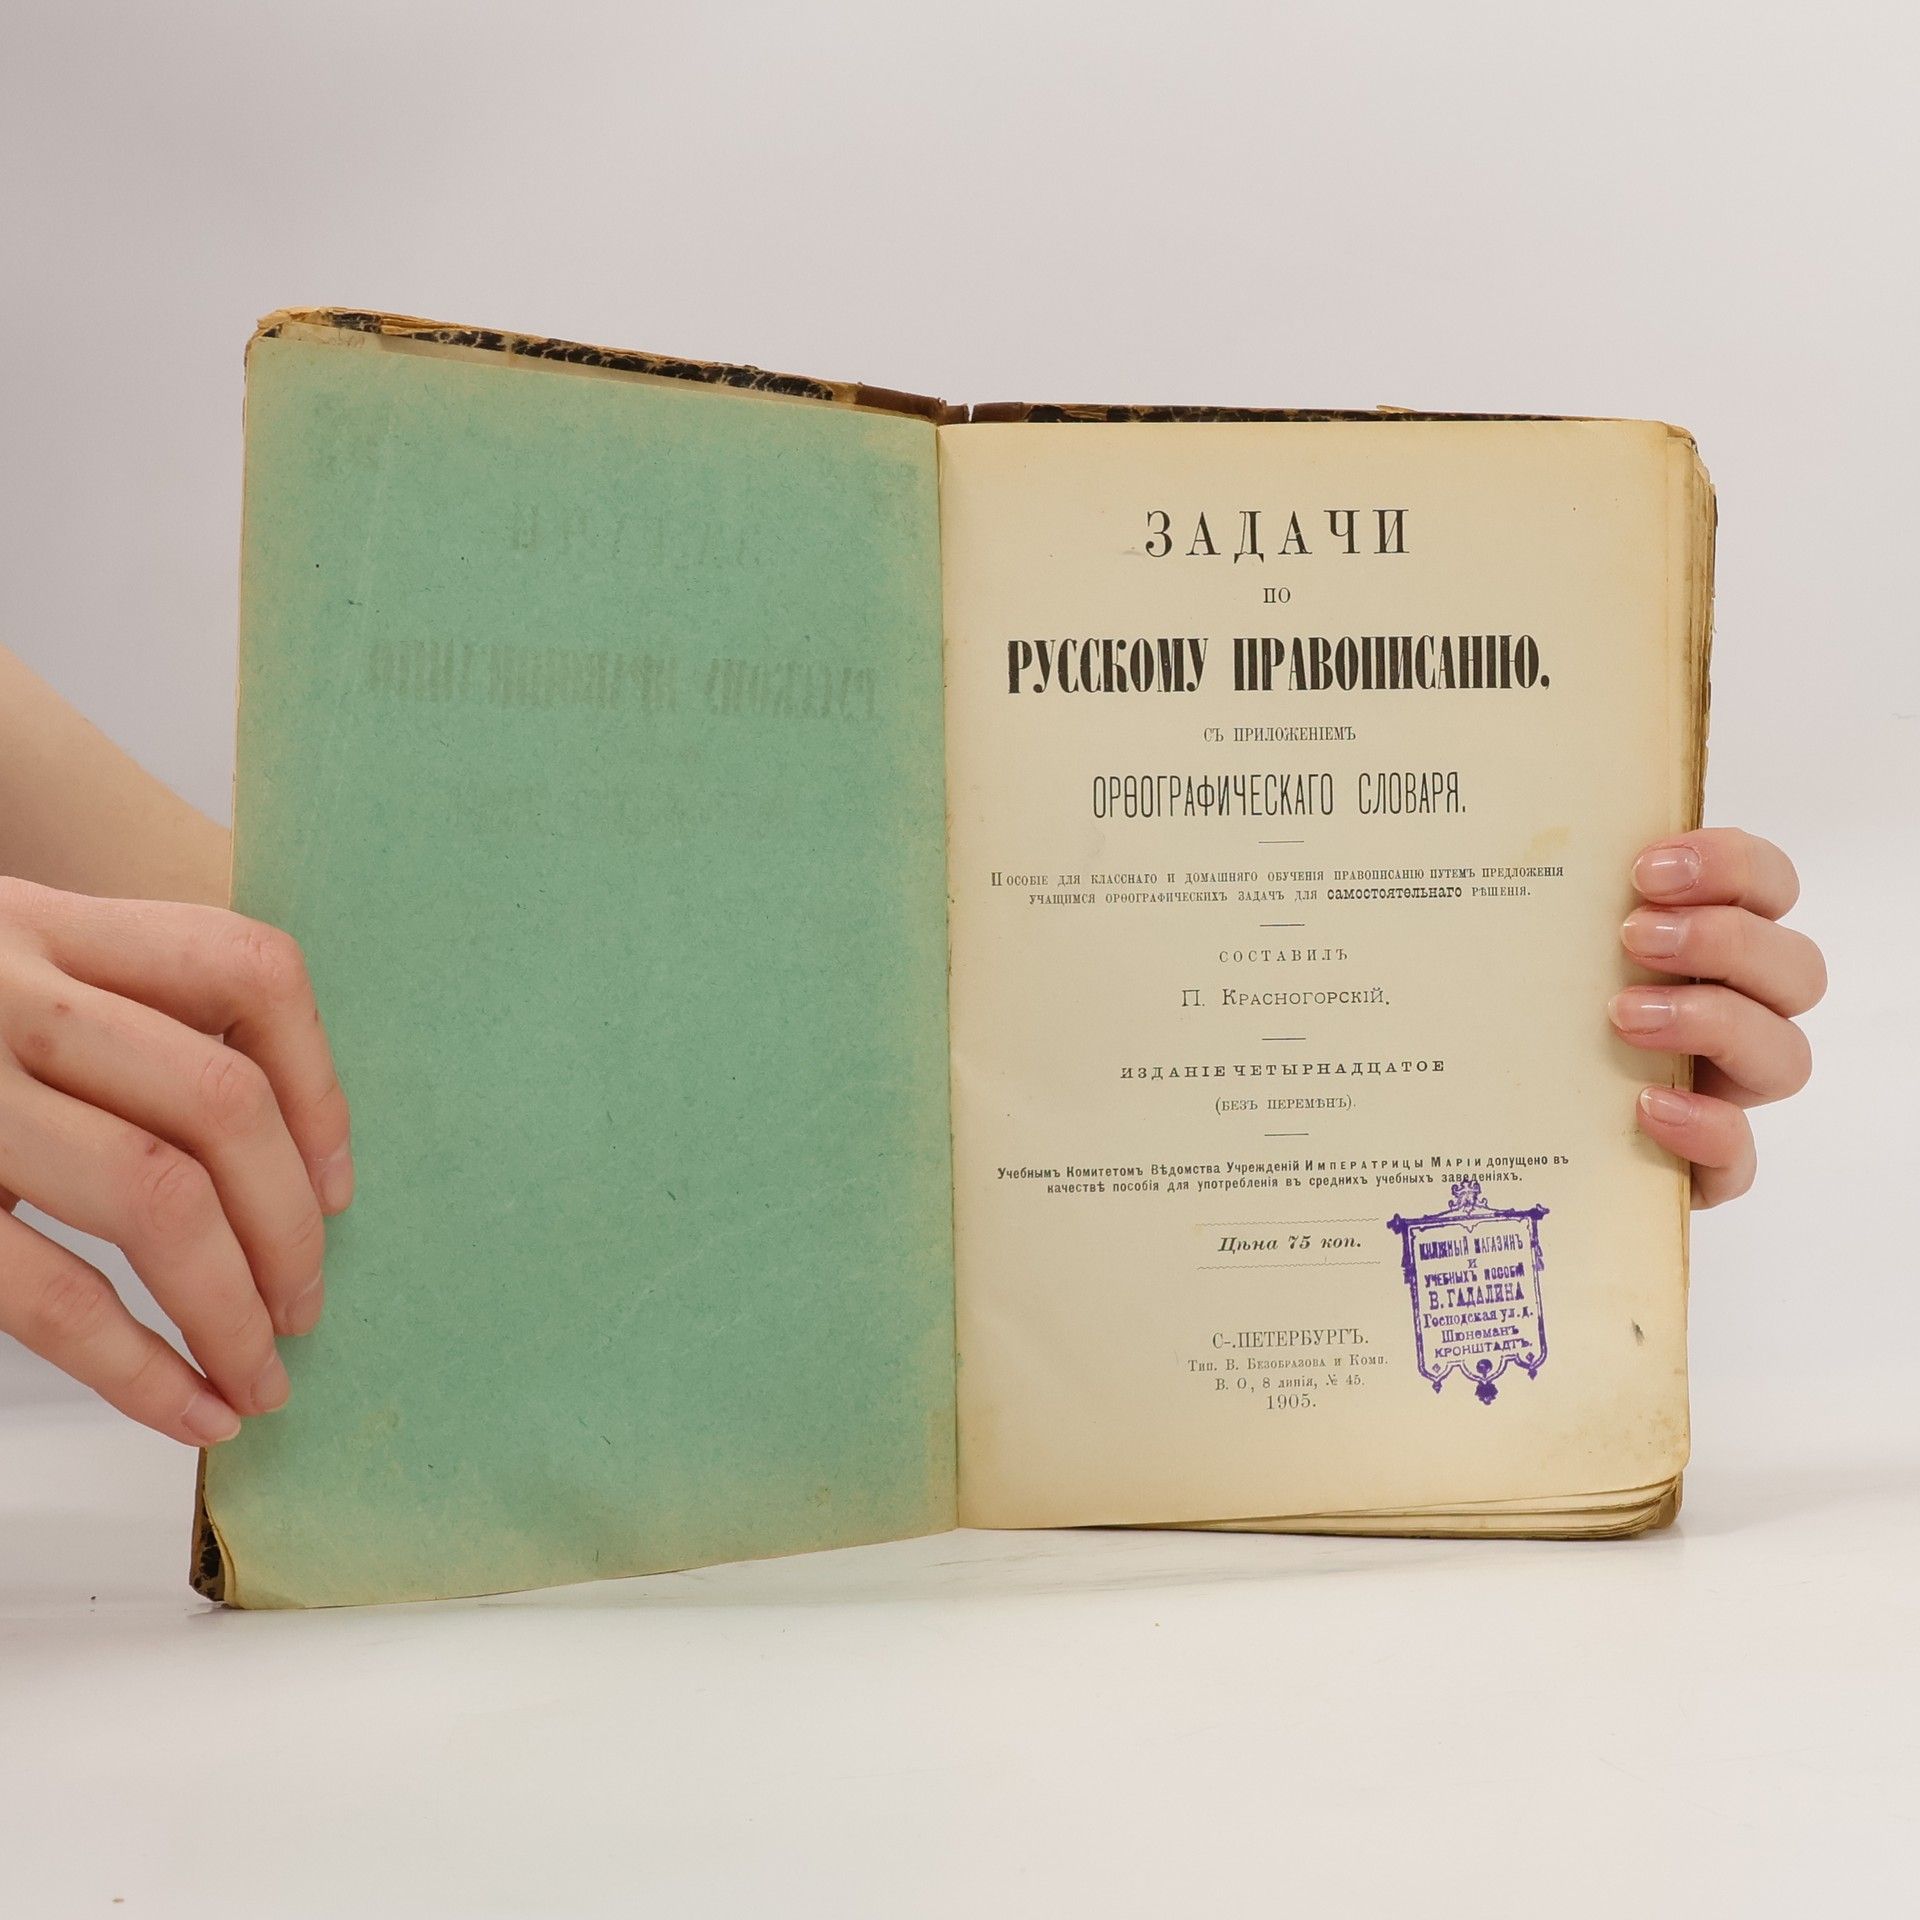 ЗАДАЧИ
ПО
РУССКОМУ ПРАВОПИСАНІЮ.
СЪ ПРИЛОЖЕНІЕМЪ
ОРѲОГРАФИЧЕСКАГО СЛОВАРЯ.
ПОСОБІЕ ДЛЯ КЛАССНАГО И ДОМАШНЯГО ОБУЧЕНІЯ ПРАВОПИСАНІЮ ПУТЕМЪ ПРЕДЛОЖЕНІЯ
УЧАЩИМСЯ ОРѲОГРАФИЧЕСКИХЪ ЗАДАЧЪ ДЛЯ САМОСТОЯТЕЛЬНАГО РѢШЕНІЯ.
СОСТАВИЛЪ
П. КРАСНОГОРСКІЙ.
ИЗДАНІЕ ЧЕТЫРНАДЦАТОЕ
(БЕЗЪ ПЕРЕМѢНЪ).
Учебнымъ Комитетомъ Вѣдомства Учрежденій ИМПЕРАТРИЦЫ МАРІИ допущено въ
качествѣ пособія для употребленія въ среднихъ учебныхъ заведеніяхъ.
Цѣна 75 коп.
С-.ПЕТЕРБУРГЪ.
Тип. В. Безобразова и Комп.
В. О, 8 линія, № 45.
1905.
КНИЖНЫЙ МАГАЗИНЪ
И
УЧЕБНЫХЪ ПОСОБІЙ
В. ГАДАЛИНА
Господская ул. д.
Шюнеманъ
КРОНШТАДТЪ.